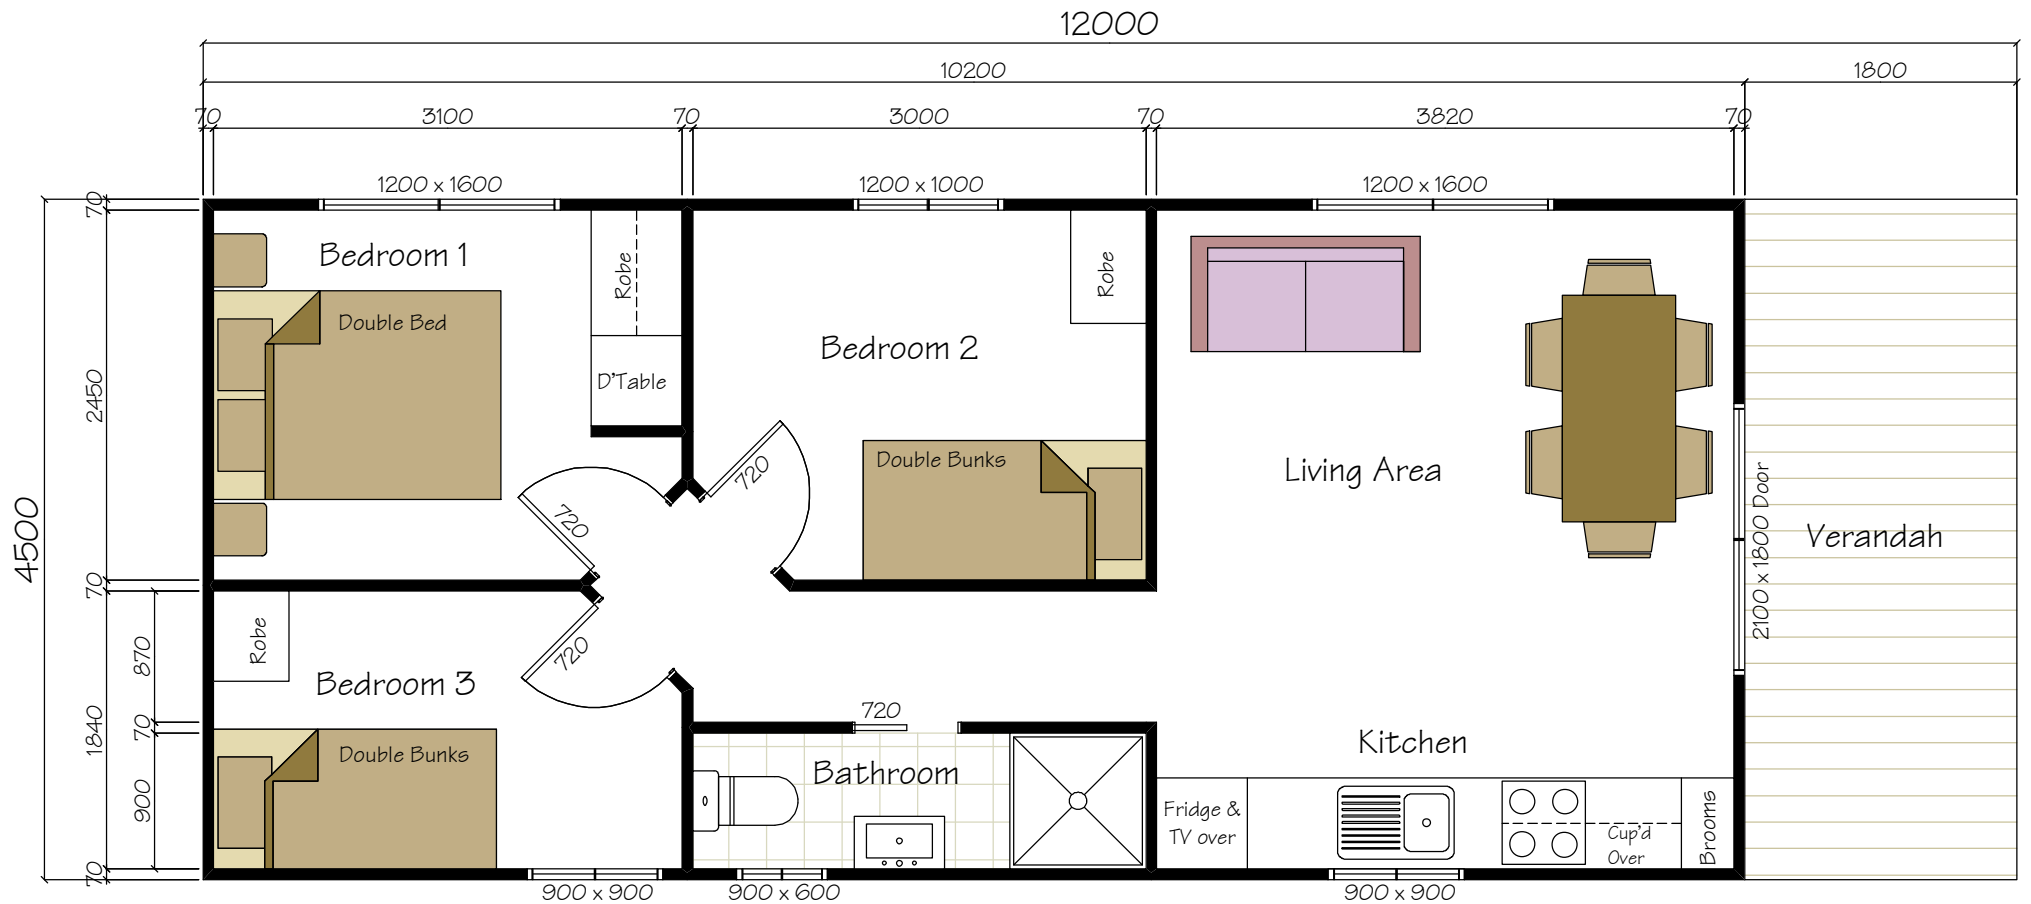 12000
10200
1800
70
3100
70
3000
70
3820
70
1200 x 1600
1200 x 1000
1200 x 1600
70
2450
70
1840
70
870
70
900
4500
Bedroom 1
Double Bed
Robe
D'Table
720
Bedroom 2
Robe
Double Bunks
720
Living Area
2100 x 1800 Door
Verandah
Robe
Bedroom 3
Double Bunks
720
720
Bathroom
Kitchen
Fridge &
TV over
Cup'd
Over
Brooms
900 x 900
900 x 600
900 x 900